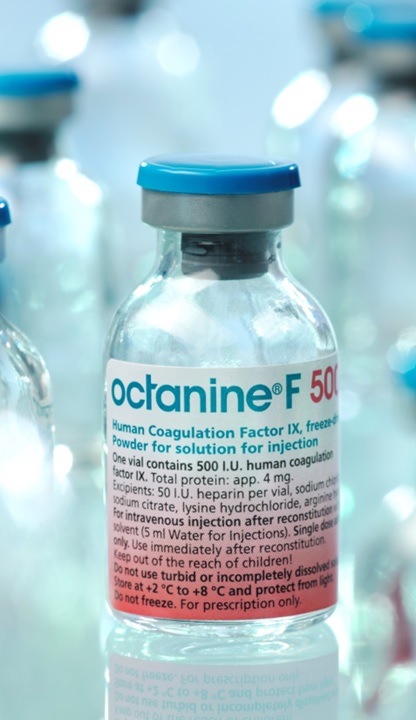 octanine®F 500
Human Coagulation Factor IX, freeze-
Powder for solution for injection
One vial contains 500 I.U. human coagulation
factor IX. Total protein: app. 4 mg.
Excipients: 50 I.U. heparin per vial, sodium
sodium citrate, lysine hydrochloride, arginine
For intravenous injection after reconstitution
solvent (5 ml Water for Injections). Single
only. Use immediately after reconstitution.
Keep out of the reach of children!
Do not use turbid or incompletely dissolved
Store at +2 °C to +8 °C and protect from light.
Do not freeze. For prescription only.